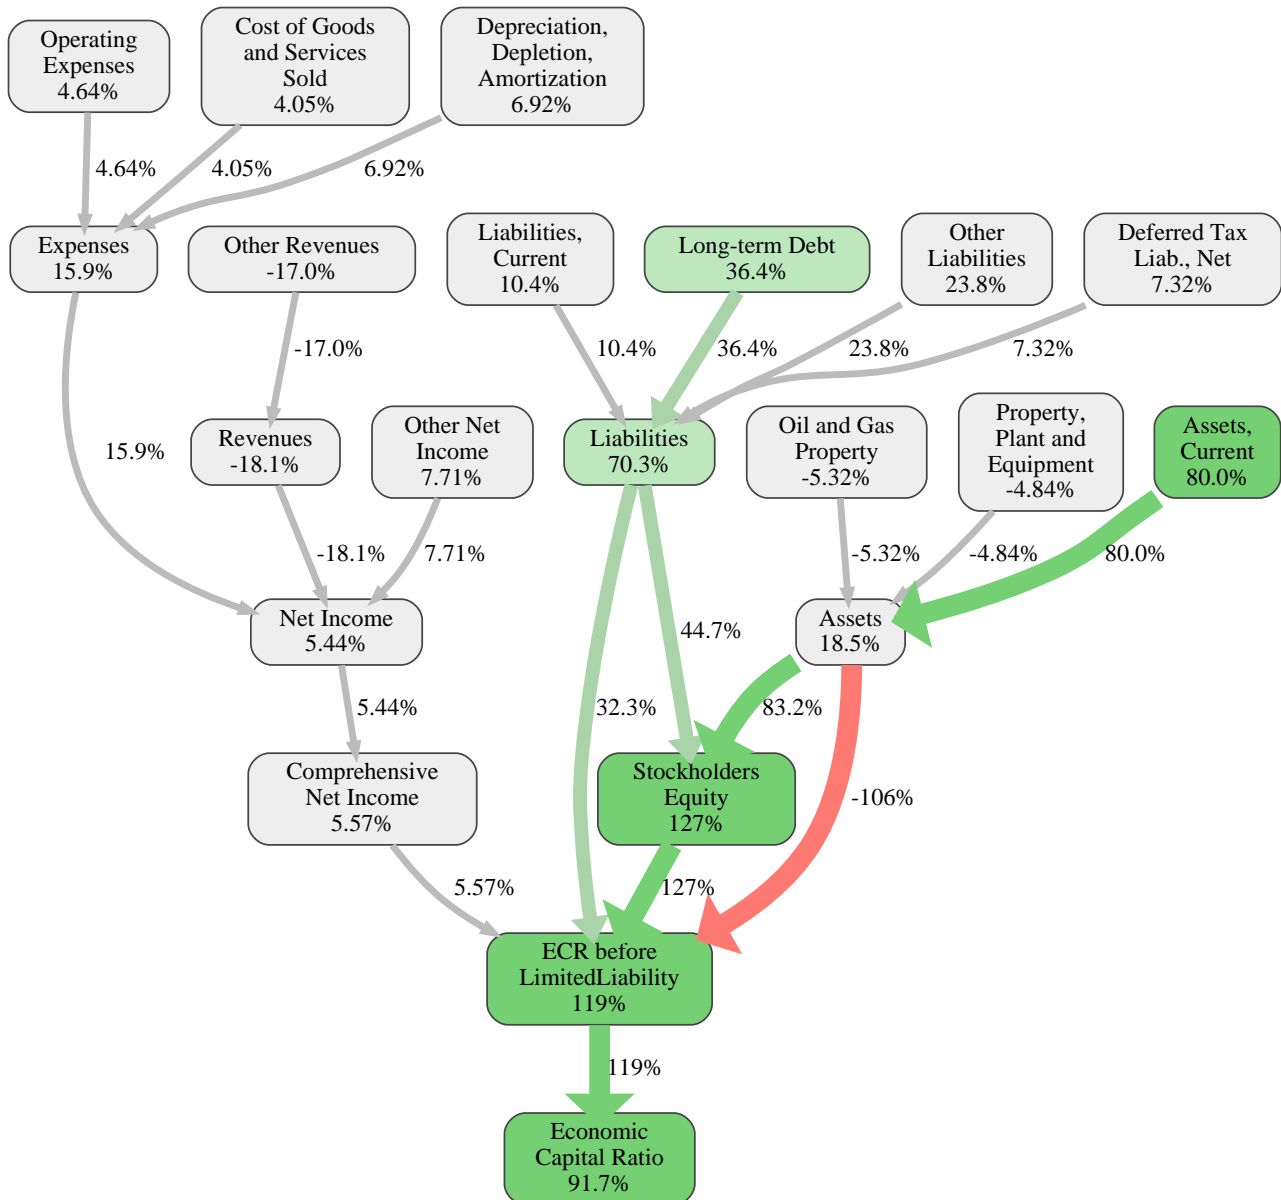 Operating
Expenses
4.64%
Cost of Goods
and Services
Sold
4.05%
Depreciation,
Depletion,
Amortization
6.92%
4.64%
4.05%
6.92%
Expenses
15.9%
Other Revenues
-17.0%
Liabilities,
Current
10.4%
Long-term Debt
36.4%
Other
Liabilities
23.8%
Deferred Tax
Liab., Net
7.32%
-17.0%
10.4%
36.4%
23.8%
7.32%
15.9%
Revenues
-18.1%
Other Net
Income
7.71%
Liabilities
70.3%
Oil and Gas
Property
-5.32%
Property,
Plant and
Equipment
-4.84%
Assets,
Current
80.0%
-18.1%
7.71%
-5.32%
-4.84%
80.0%
Net Income
5.44%
44.7%
Assets
18.5%
5.44%
32.3%
83.2%
Comprehensive
Net Income
5.57%
Stockholders
Equity
127%
-106%
5.57%
127%
ECR before
LimitedLiability
119%
119%
Economic
Capital Ratio
91.7%